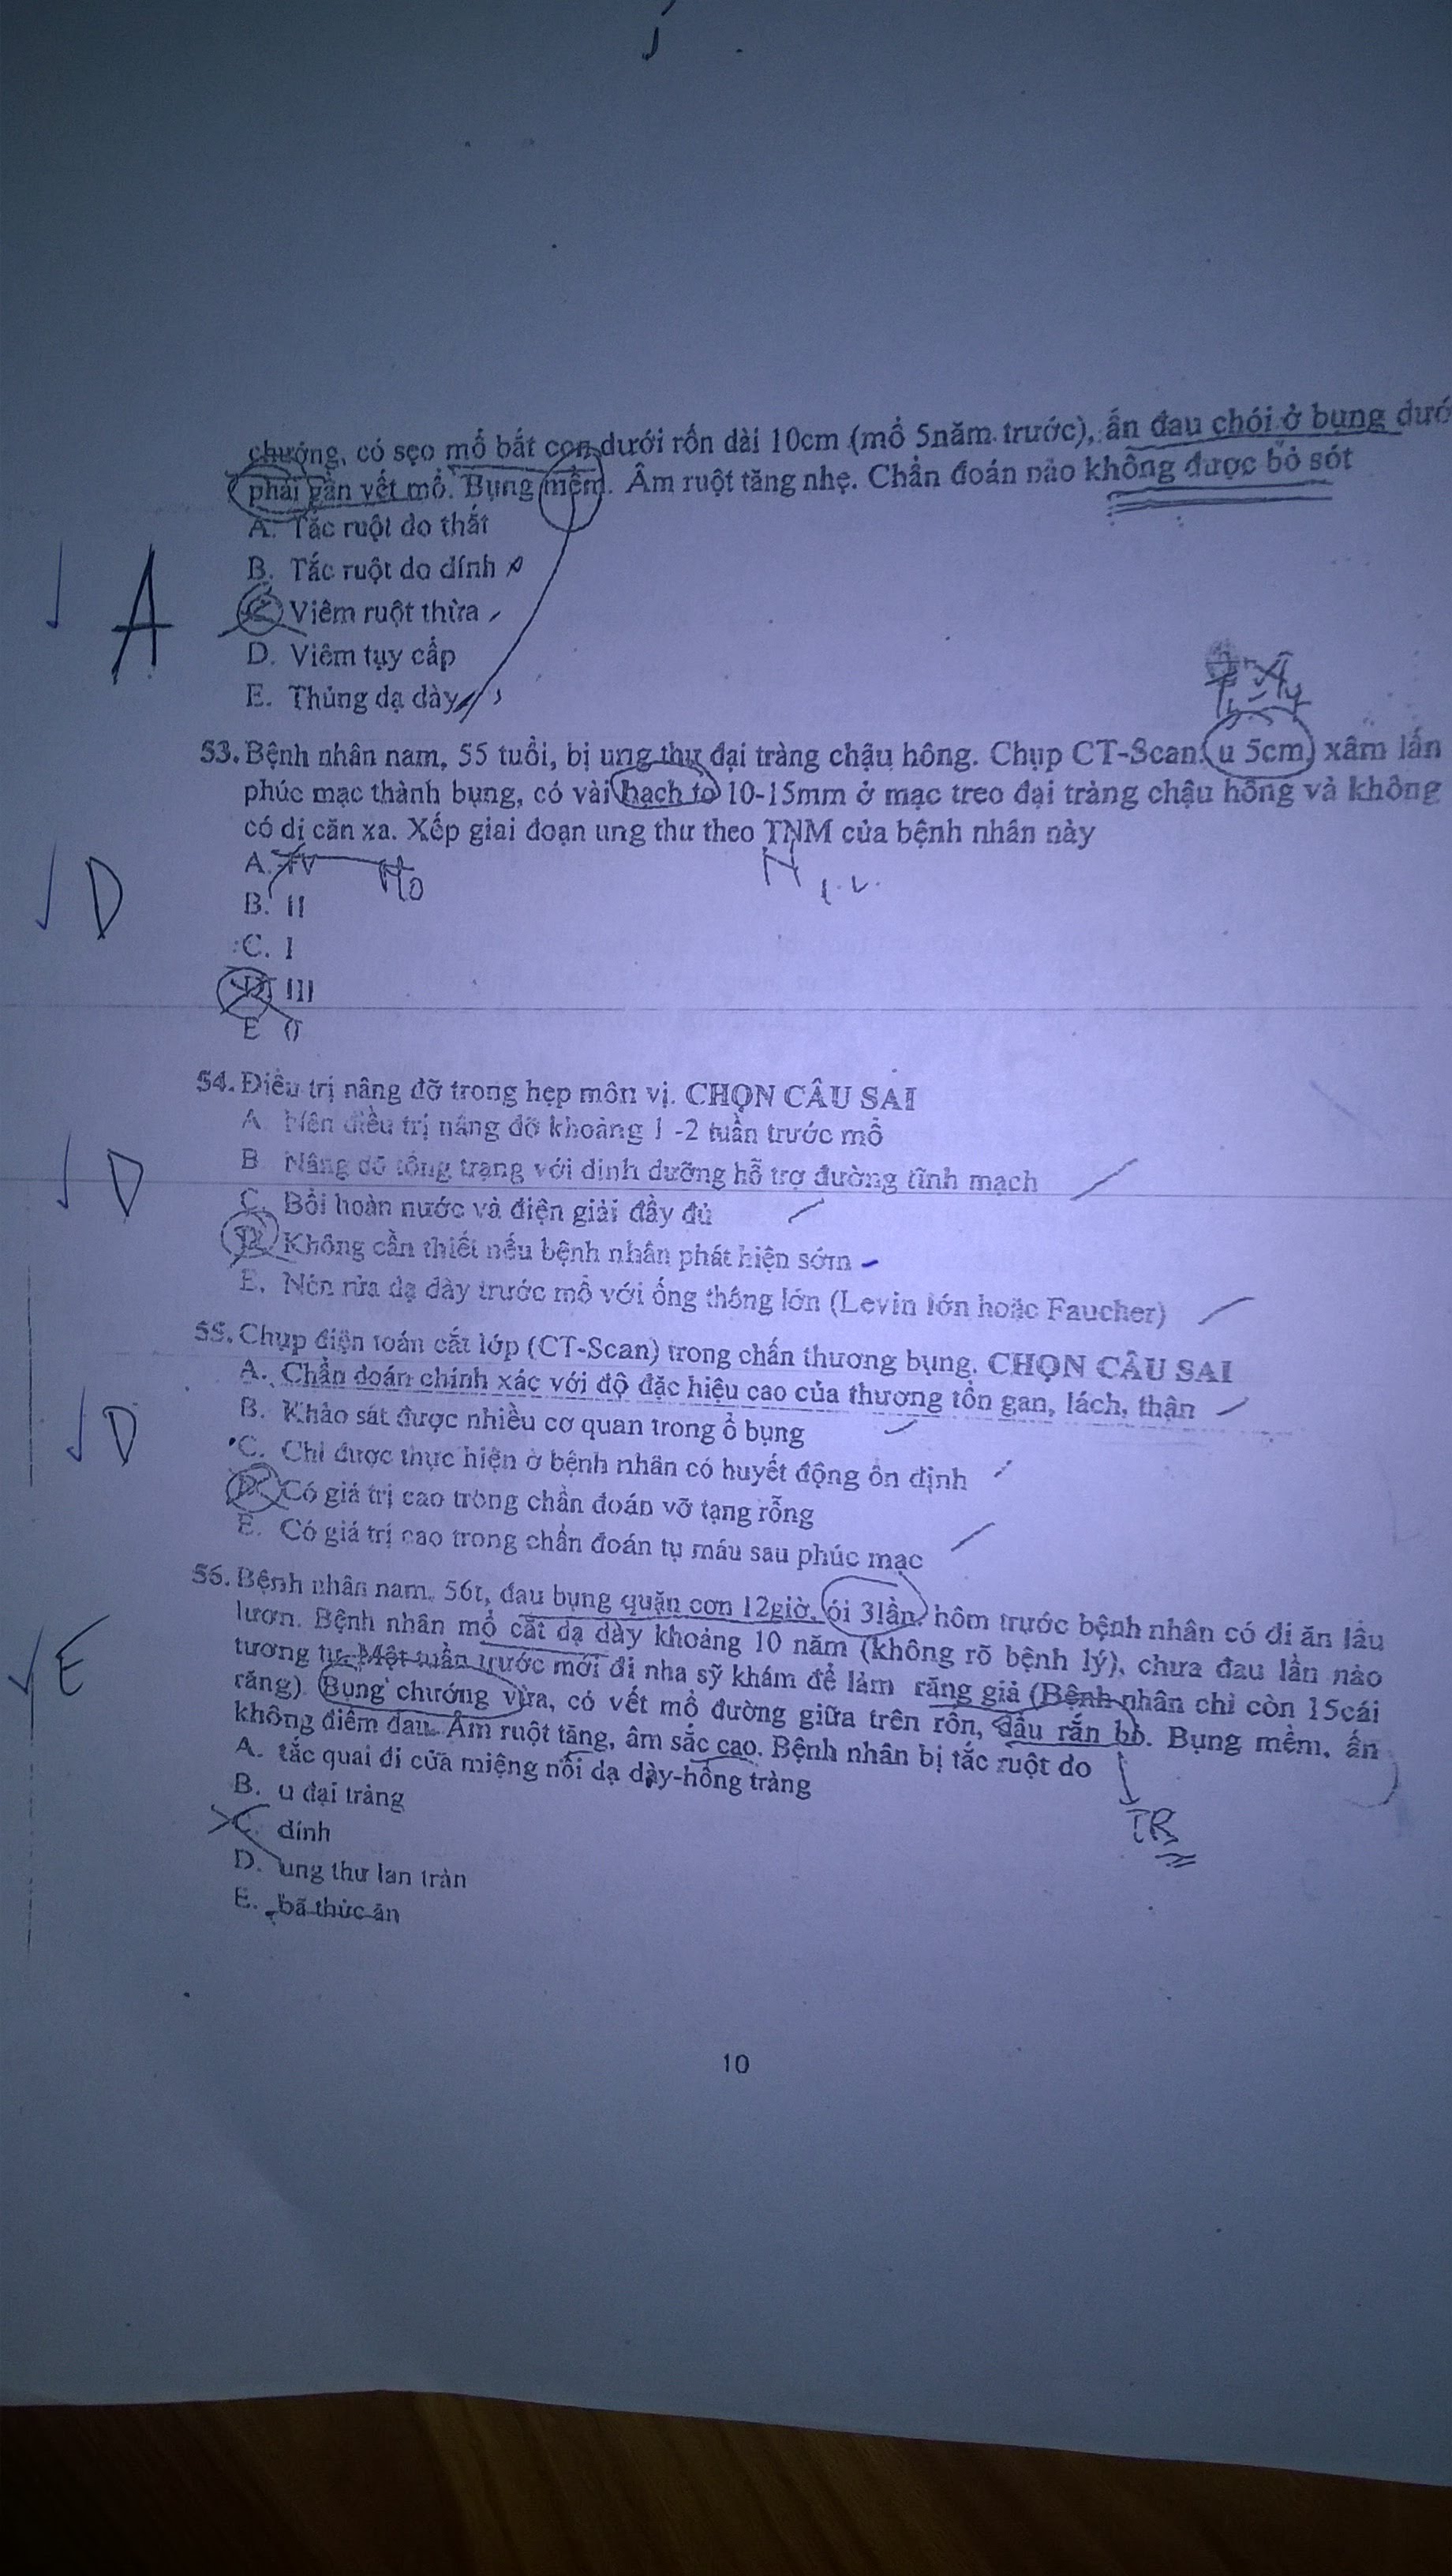 chướng, có sẹo mổ bắt con dưới rốn dài 10cm (mổ 5năm trước), ấn đau chói ở bụng dướ
phải gần vết mổ. Bụng mềm. Âm ruột tăng nhẹ. Chẩn đoán nào không được bỏ sót
A. Tắc ruột do thắt
B. Tắc ruột do dính
C. Viêm ruột thừa
A
D. Viêm tụy cấp
E. Thủng dạ dày
53. Bệnh nhân nam, 55 tuổi, bị ung thư đại tràng chậu hông. Chụp CT-Scan: u 5cm, xâm lấn
phúc mạc thành bụng, có vài hạch to 10-15mm ở mạc treo đại tràng chậu hông và không
có di căn xa. Xếp giai đoạn ung thư theo TNM của bệnh nhân này
A. IV
M0
B. II
D
C. I
D. III
E 0
54. Điều trị nâng đỡ trong hẹp môn vị. CHỌN CÂU SAI
A. Nên điều trị nâng đỡ khoảng 1 -2 tuần trước mổ
B. Nâng đỡ tổng trạng với dinh dưỡng hỗ trợ đường tĩnh mạch
D
C. Bồi hoàn nước và điện giải đầy đủ
D. Không cần thiết nếu bệnh nhân phát hiện sớm
E. Nên rửa dạ dày trước mổ với ống thông lớn (Levin lớn hoặc Faucher)
55. Chụp điện toán cắt lớp (CT-Scan) trong chấn thương bụng. CHỌN CÂU SAI
A. Chẩn đoán chính xác với độ đặc hiệu cao của thương tổn gan, lách, thận
B. Khảo sát được nhiều cơ quan trong ổ bụng
D
C. Chỉ được thực hiện ở bệnh nhân có huyết động ổn định
D. Có giá trị cao trong chẩn đoán vỡ tạng rỗng
E. Có giá trị cao trong chẩn đoán tụ máu sau phúc mạc
56. Bệnh nhân nam, 56t, đau bụng quặn cơn 12giờ, ói 3lần, hôm trước bệnh nhân có đi ăn lẩu
lươn. Bệnh nhân mổ cắt dạ dày khoảng 10 năm (không rõ bệnh lý), chưa đau lần nào
E
tương tự. Một tuần trước mới đi nha sỹ khám để làm răng giả (Bệnh nhân chỉ còn 15cái
răng). Bụng chướng vừa, có vết mổ đường giữa trên rốn, dấu rắn bò. Bụng mềm, ấn
không điểm đau. Âm ruột tăng, âm sắc cao. Bệnh nhân bị tắc ruột do
A. tắc quai đi cửa miệng nối dạ dày-hỗng tràng
B. u đại tràng
C. dính
TR
D. ung thư lan tràn
E. bã thức ăn
10